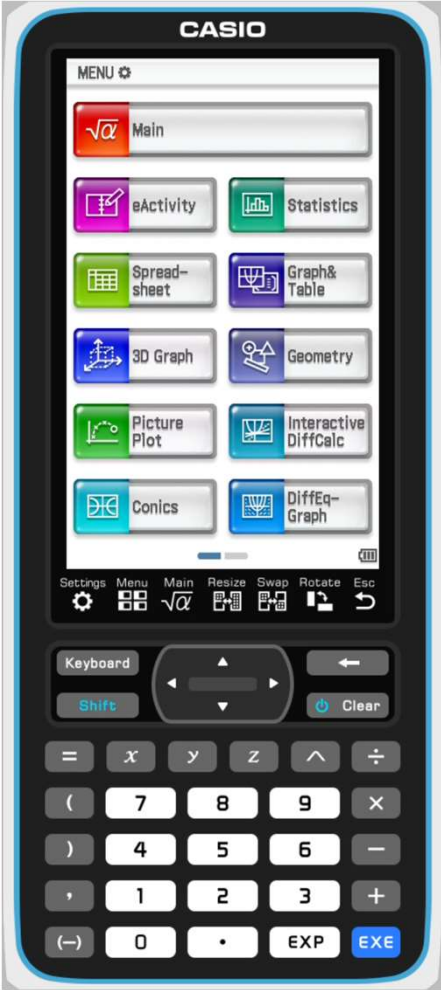 CASIO
MENU
√α Main
eActivity Statistics
Spread-
sheet
Graph&
Table
3D Graph Geometry
Picture
Plot
Interactive
DiffCalc
Conics
DiffEq-
Graph
Settings Menu Main Resize Swap Rotate Esc
√α
Keyboard
Shift Clear
= x y z ^ ÷
( 7 8 9 ×
) 4 5 6 −
, 1 2 3 +
(−) 0 . EXP EXE